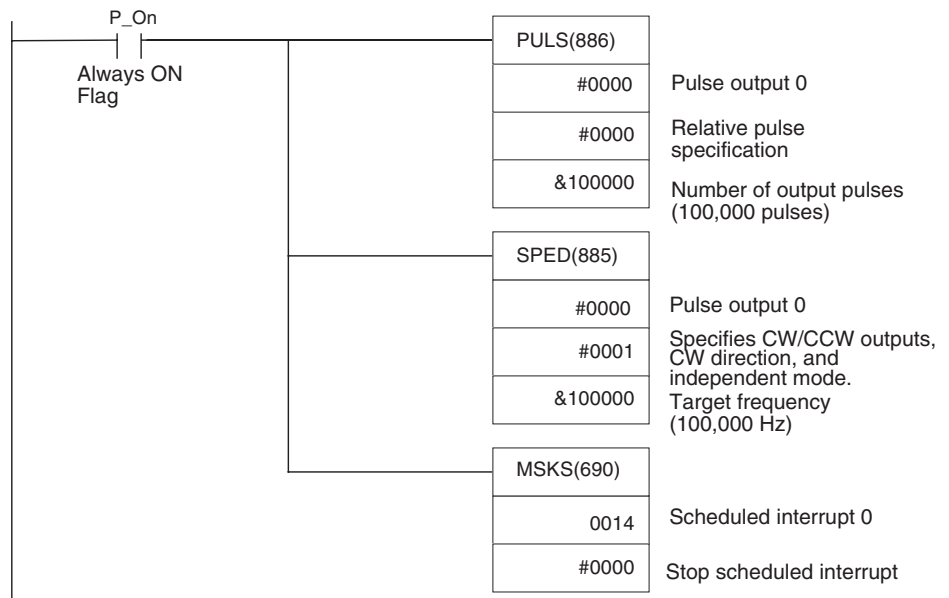 P_On
Always ON
Flag
PULS(886)
#0000
Pulse output 0
#0000
Relative pulse
specification
&100000
Number of output pulses
(100,000 pulses)
SPED(885)
#0000
Pulse output 0
#0001
Specifies CW/CCW outputs,
CW direction, and
independent mode.
&100000
Target frequency
(100,000 Hz)
MSKS(690)
0014
Scheduled interrupt 0
#0000
Stop scheduled interrupt